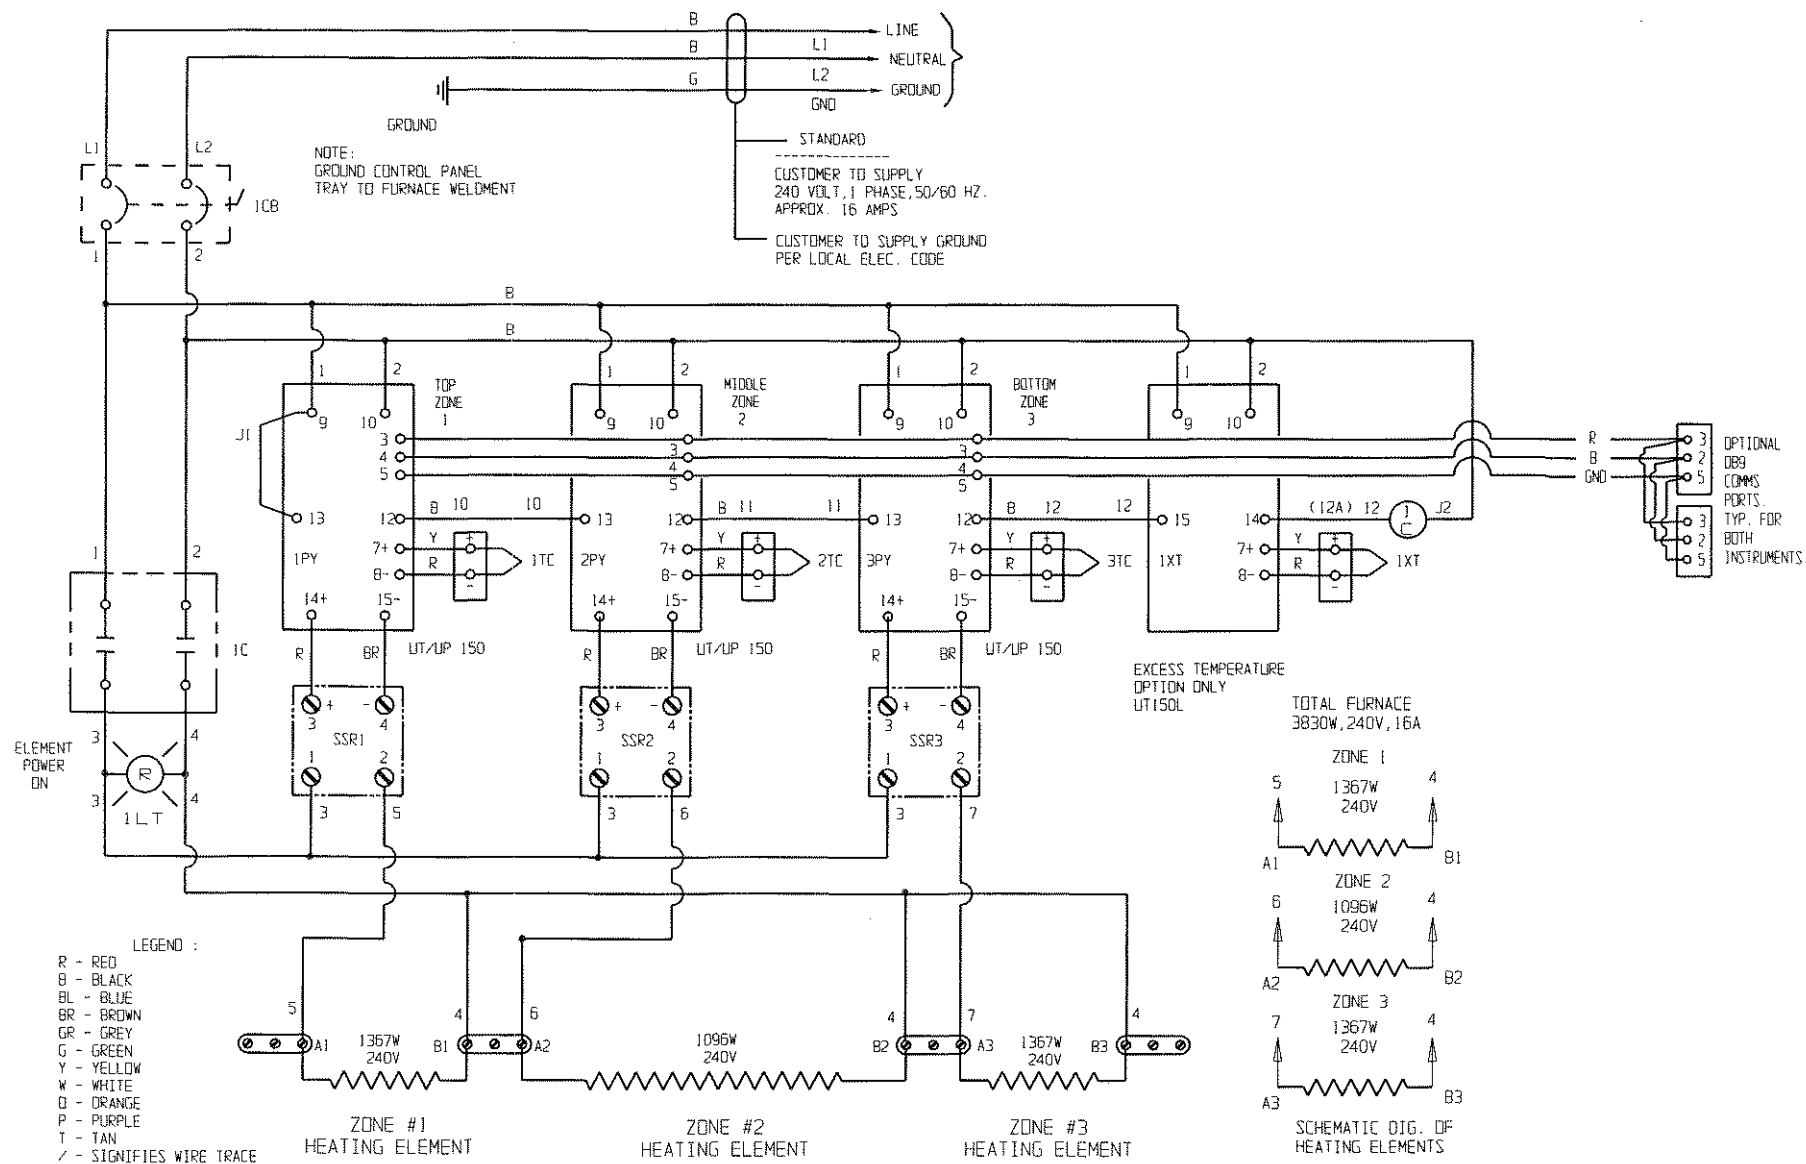 B
LINE
B
L1
NEUTRAL
G
L2
GROUND
GND
GROUND
STANDARD
NOTE:
GROUND CONTROL PANEL
TRAY TO FURNACE WELDMENT
CUSTOMER TO SUPPLY
240 VOLT,1 PHASE,50/60 HZ.
APPROX. 16 AMPS
CUSTOMER TO SUPPLY GROUND
PER LOCAL ELEC. CODE
L1 L2
1CB
1 2
B
B
1 2
TOP
ZONE
1
1 2
MIDDLE
ZONE
2
1 2
BOTTOM
ZONE
3
1 2
J1
9 10
3
4
5
9 10
3
4
5
9 10
3
4
5
9 10
R
B
GND
3
2
5
3
2
5
OPTIONAL
DB9
COMMS
PORTS.
TYP. FOR
BOTH
INSTRUMENTS.
13 12 B 10 10
13 12 B 11 11
13 12 B 12 12
15 14 (12A) 12 1C J2
1PY 7+ Y + 1TC
8- R -
2PY 7+ Y + 2TC
8- R -
3PY 7+ Y + 3TC
8- R -
1XT 7+ Y + 1XT
8- R -
14+ 15-
14+ 15-
14+ 15-
1 2
1C
R BR UT/UP 150
R BR UT/UP 150
R BR UT/UP 150
EXCESS TEMPERATURE
OPTION ONLY
UT150L
3 + - 4
SSR1
1 2
3 + - 4
SSR2
1 2
3 + - 4
SSR3
1 2
3 4
ELEMENT
POWER
ON
R
3 4
1LT
3 5
3 6
3 7
TOTAL FURNACE
3830W,240V,16A
ZONE 1
5 4
1367W
240V
A1 B1
ZONE 2
6 4
1096W
240V
A2 B2
ZONE 3
7 4
1367W
240V
A3 B3
SCHEMATIC DIG. OF
HEATING ELEMENTS
LEGEND :
R - RED
B - BLACK
BL - BLUE
BR - BROWN
GR - GREY
G - GREEN
Y - YELLOW
W - WHITE
O - ORANGE
P - PURPLE
T - TAN
/ - SIGNIFIES WIRE TRACE
5 4 6 4 7 4
A1 1367W B1 A2 1096W B2 A3 1367W B3
240V 240V 240V
ZONE #1
HEATING ELEMENT
ZONE #2
HEATING ELEMENT
ZONE #3
HEATING ELEMENT